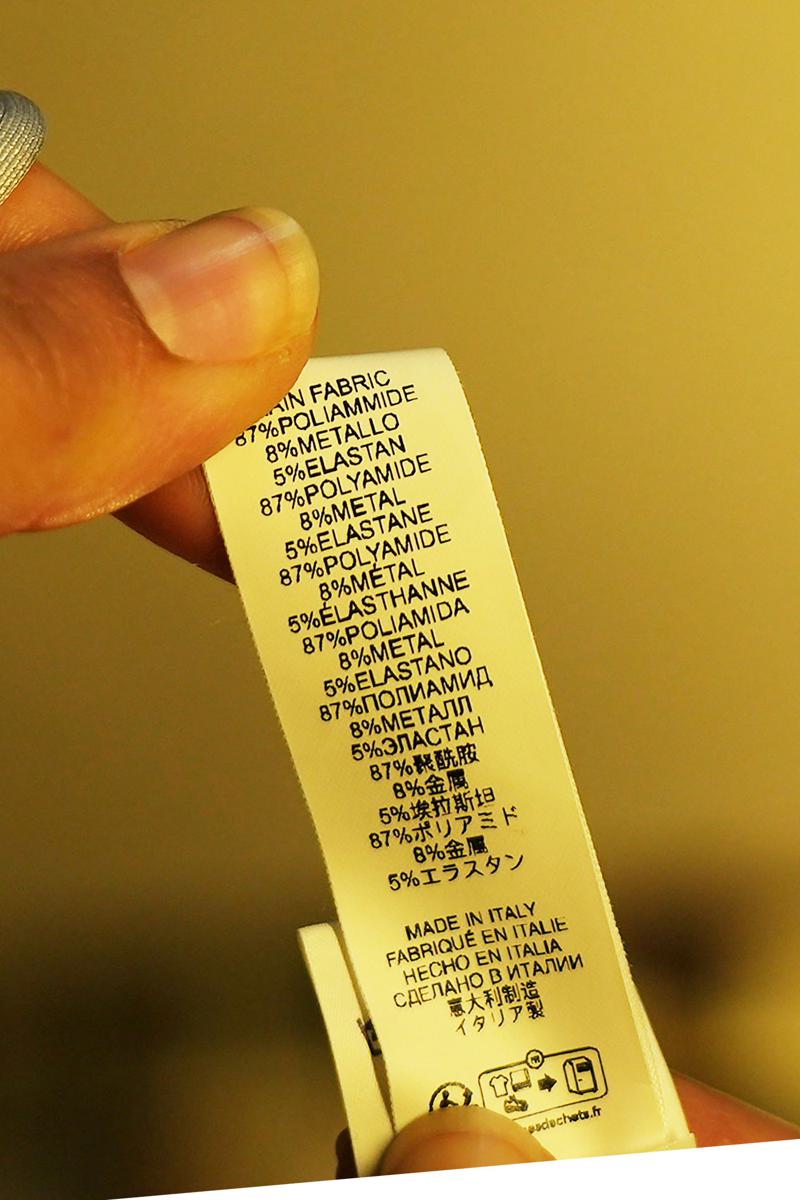 FABRIC
87%POLIAMMIDE
8%METALLO
5%ELASTAN
87%POLYAMIDE
8%METAL
5%ELASTANE
87%POLYAMIDE
8%MÉTAL
5%ÉLASTHANNE
87%POLIAMIDA
8%METAL
5%ELASTANO
87%ПОЛИАМИД
8%МЕТАЛЛ
5%ЭЛАСТАН
87%聚酰胺
8%金属
5%埃拉斯坦
87%ポリアミド
8%金属
5%エラスタン
MADE IN ITALY
FABRIQUÉ EN ITALIE
HECHO EN ITALIA
СДЕЛАНО В ИТАЛИИ
意大利制造
イタリア製
FR